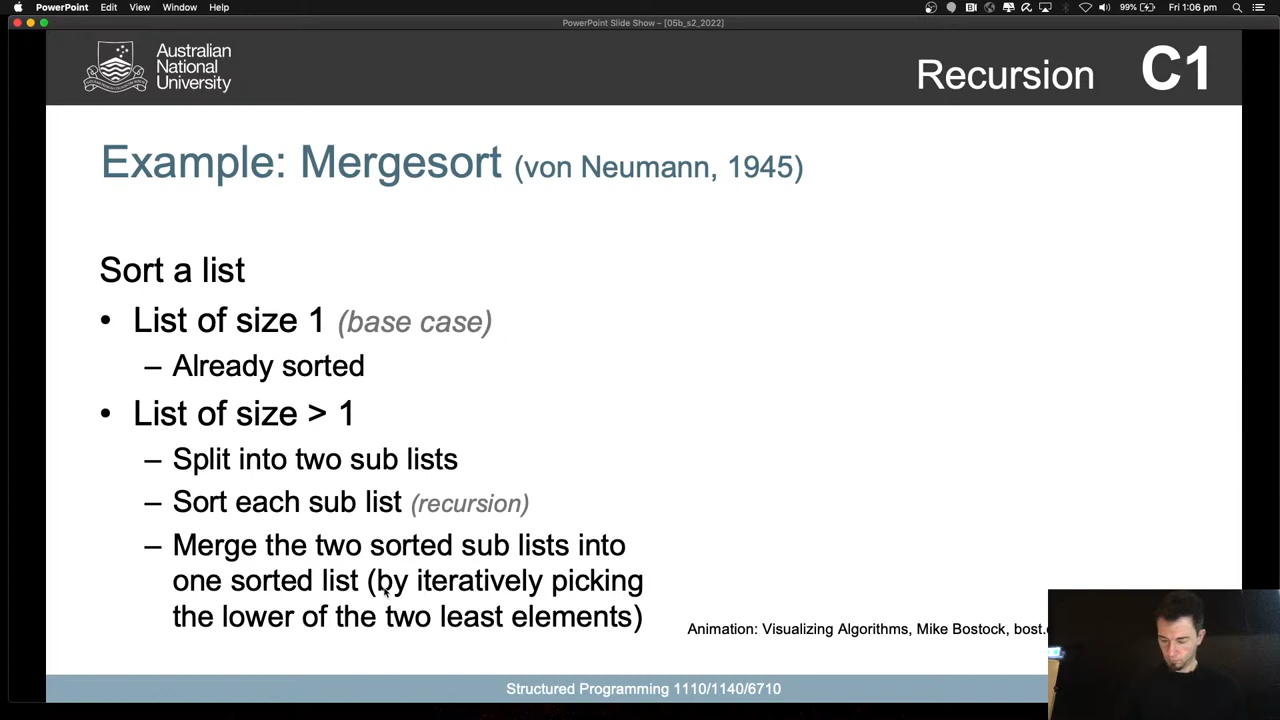 PowerPoint Edit View Window Help 99% Fri 1:06 pm
PowerPoint Slide Show – [05b_s2_2022]
Australian
National
University
Recursion C1
Example: Mergesort (von Neumann, 1945)
Sort a list
• List of size 1 (base case)
– Already sorted
• List of size > 1
– Split into two sub lists
– Sort each sub list (recursion)
– Merge the two sorted sub lists into
one sorted list (by iteratively picking
the lower of the two least elements)
Animation: Visualizing Algorithms, Mike Bostock, bost.
Structured Programming 1110/1140/6710